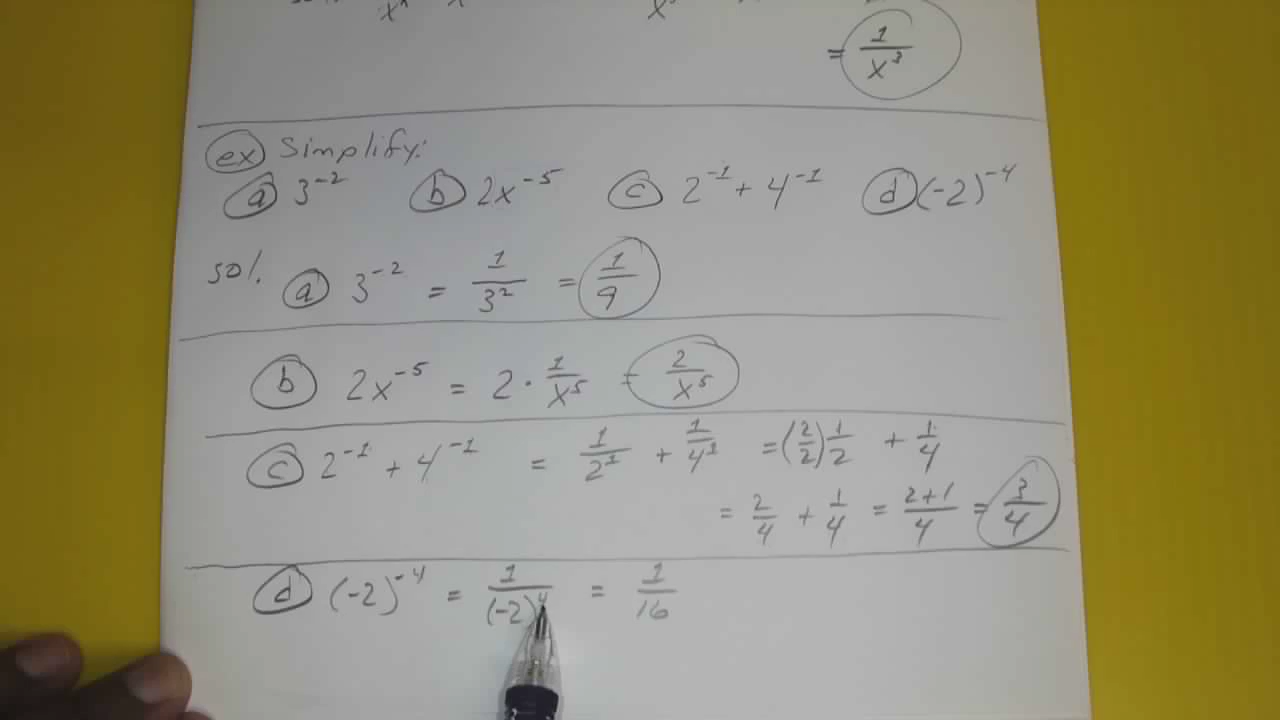 = 1/x³
ex Simplify:
a 3⁻² b 2x⁻⁵ c 2⁻¹ + 4⁻¹ d (-2)⁻⁴
sol. a 3⁻² = 1/3² = 1/9
b 2x⁻⁵ = 2 · 1/x⁵ = 2/x⁵
c 2⁻¹ + 4⁻¹ = 1/2¹ + 1/4¹ = (2/2) 1/2 + 1/4
= 2/4 + 1/4 = 2+1/4 = 3/4
d (-2)⁻⁴ = 1/(-2)⁴ = 1/16